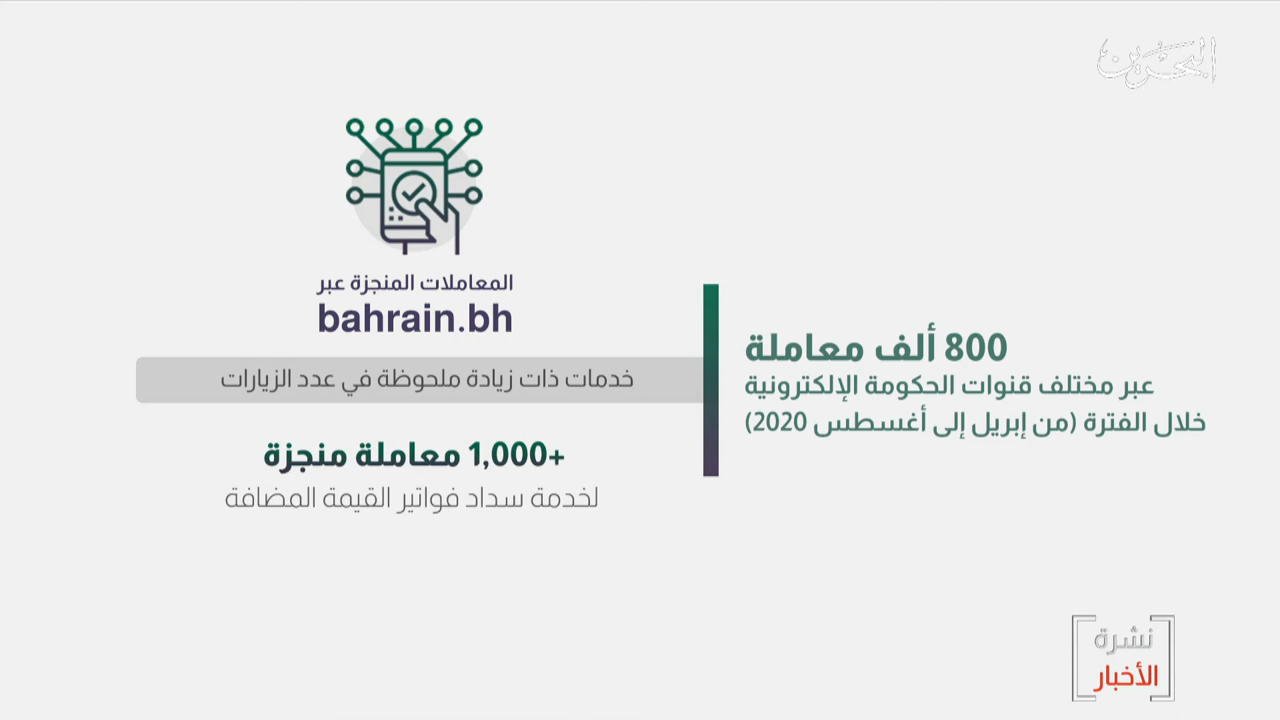 البحرين
800 ألف معاملة
عبر مختلف قنوات الحكومة الإلكترونية
خلال الفترة (من إبريل إلى أغسطس 2020)
المعاملات المنجزة عبر
bahrain.bh
خدمات ذات زيادة ملحوظة في عدد الزيارات
+1,000 معاملة منجزة
لخدمة سداد فواتير القيمة المضافة
نشرة
الأخبار